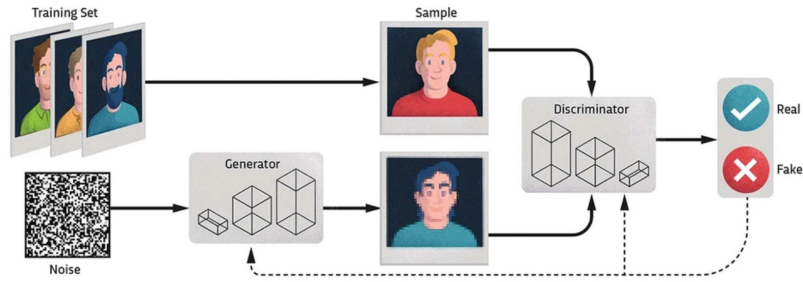 Training Set
Sample
Discriminator
Real
Generator
Fake
Noise